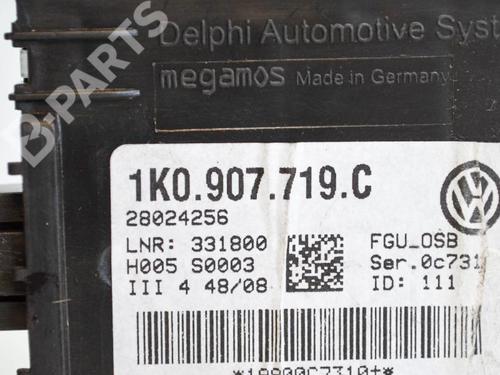 Delphi Automotive Syst
megamos Made in Germany
B-PARTS
1K0.907.719.C
28024256
LNR: 331800 FGU_OSB
H005 S0003 Ser.0c731
III 4 48/08 ID: 111